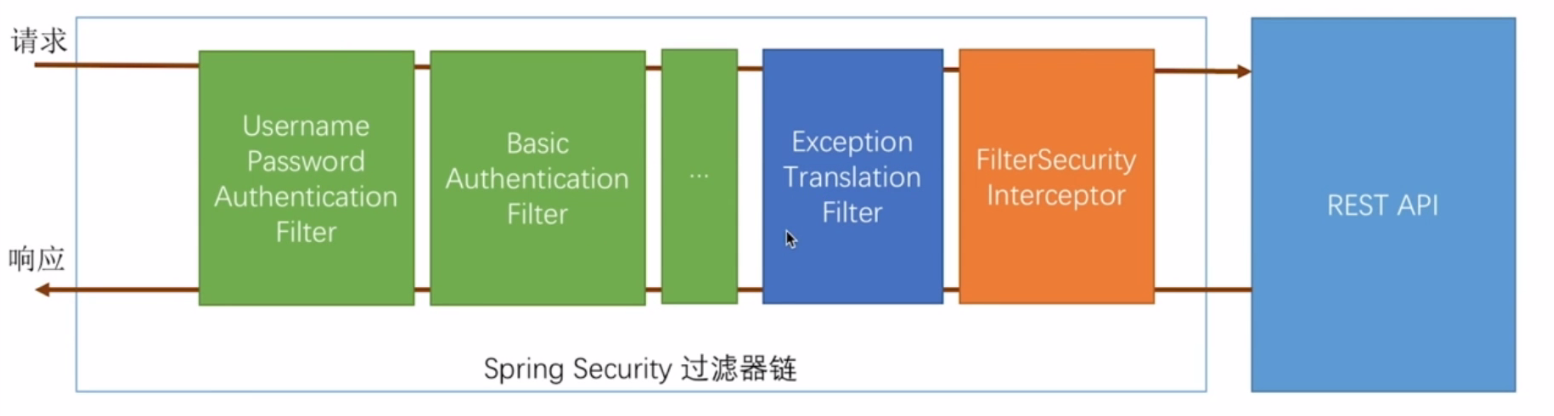 请求
Username
Password
Authentication
Filter
Basic
Authentication
Filter
...
Exception
Translation
Filter
FilterSecurity
Interceptor
REST API
响应
Spring Security 过滤器链